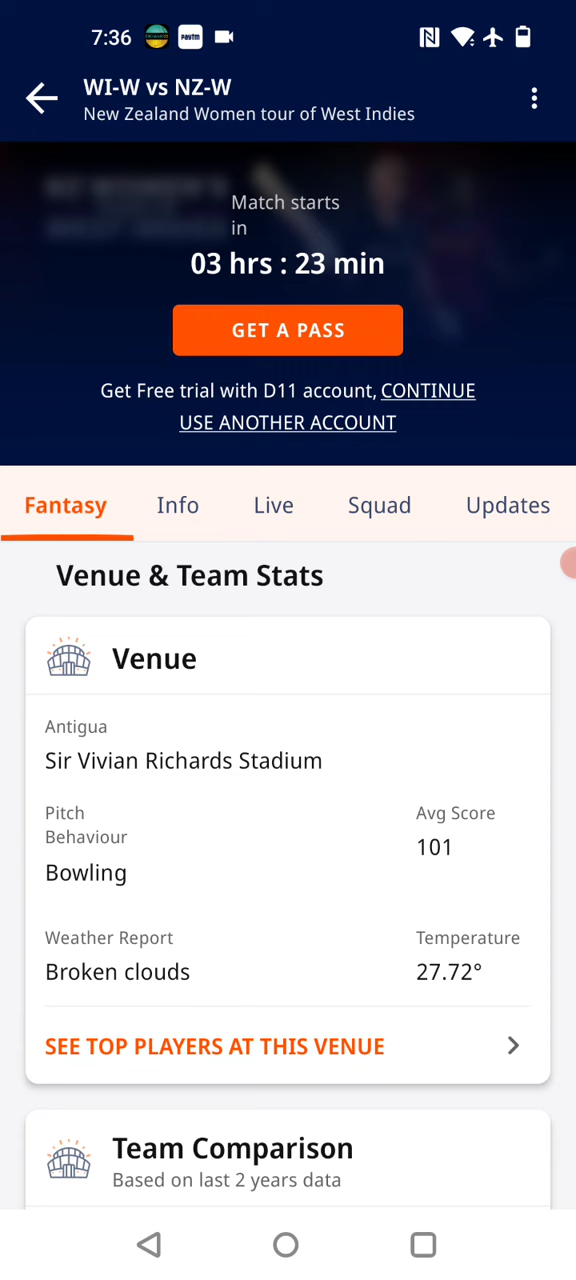 7:36
paytm
WI-W vs NZ-W
New Zealand Women tour of West Indies
Match starts
in
03 hrs : 23 min
GET A PASS
Get Free trial with D11 account, CONTINUE
USE ANOTHER ACCOUNT
Fantasy Info Live Squad Updates
Venue & Team Stats
Venue
Antigua
Sir Vivian Richards Stadium
Pitch
Behaviour
Bowling
Avg Score
101
Weather Report
Broken clouds
Temperature
27.72°
SEE TOP PLAYERS AT THIS VENUE
Team Comparison
Based on last 2 years data